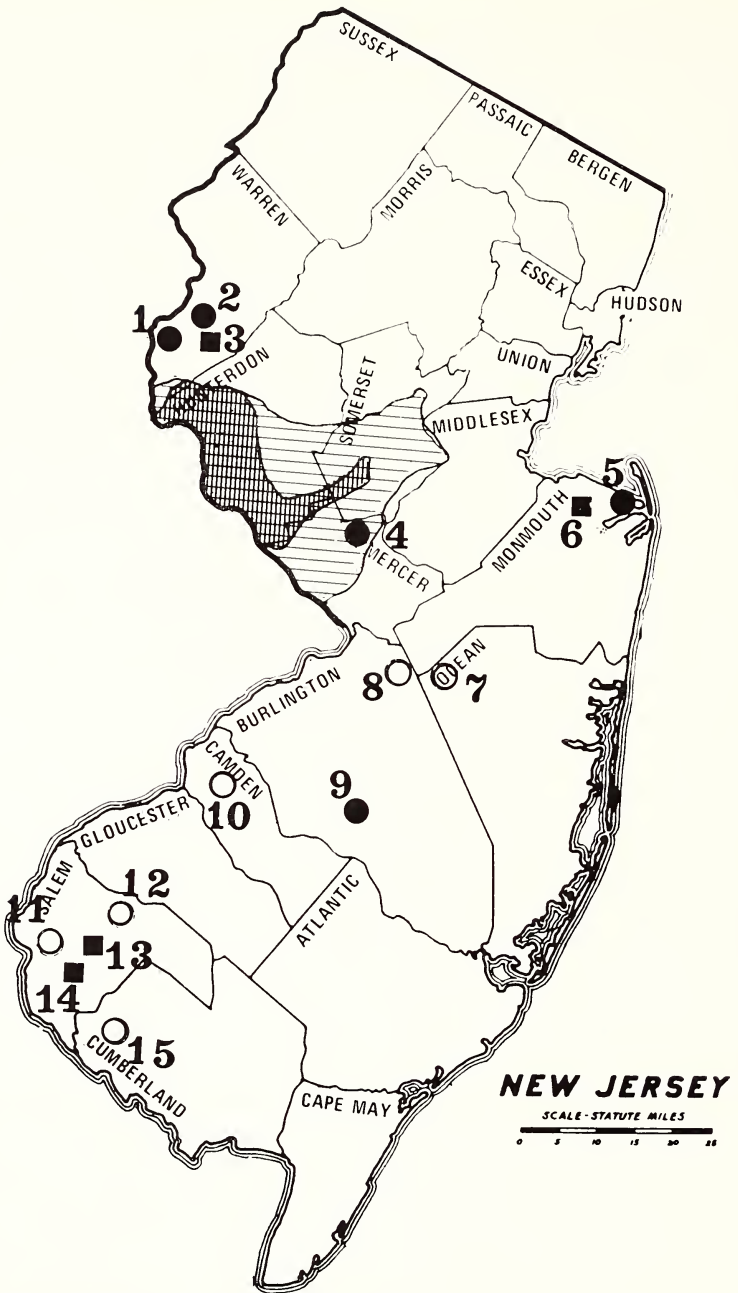 SUSSEX
PASSAIC
BERGEN
WARREN
MORRIS
ESSEX
HUDSON
1
2
3
UNION
HUNTERDON
SOMERSET
MIDDLESEX
5
6
MONMOUTH
4
MERCER
OCEAN
8
7
BURLINGTON
CAMDEN
9
10
GLOUCESTER
ATLANTIC
SALEM
11
12
13
14
15
CUMBERLAND
CAPE MAY
NEW JERSEY
SCALE-STATUTE MILES
0 5 10 15 20 25